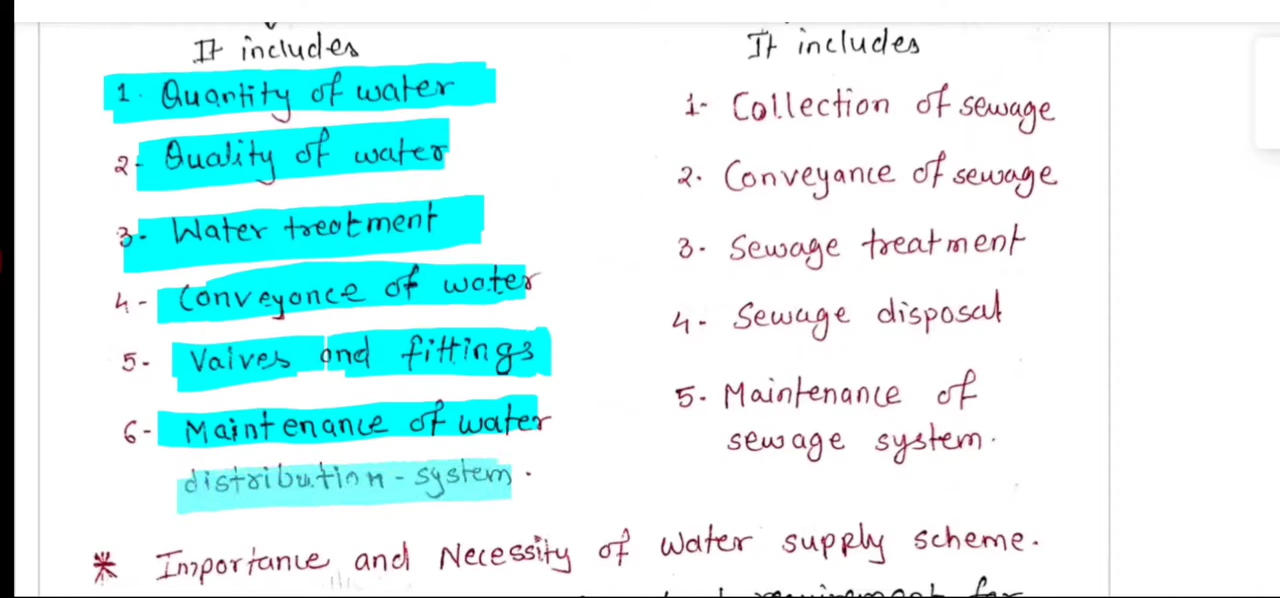 It includes
1. Quantity of water
2- Quality of water
3- Water treatment
4- Conveyance of water
5- Valves and fittings
6- Maintenance of water
distribution-system.
It includes
1- Collection of sewage
2. Conveyance of sewage
3. Sewage treatment
4- Sewage disposal
5. Maintenance of
sewage system.
* Importance and Necessity of water supply scheme.
requirement for